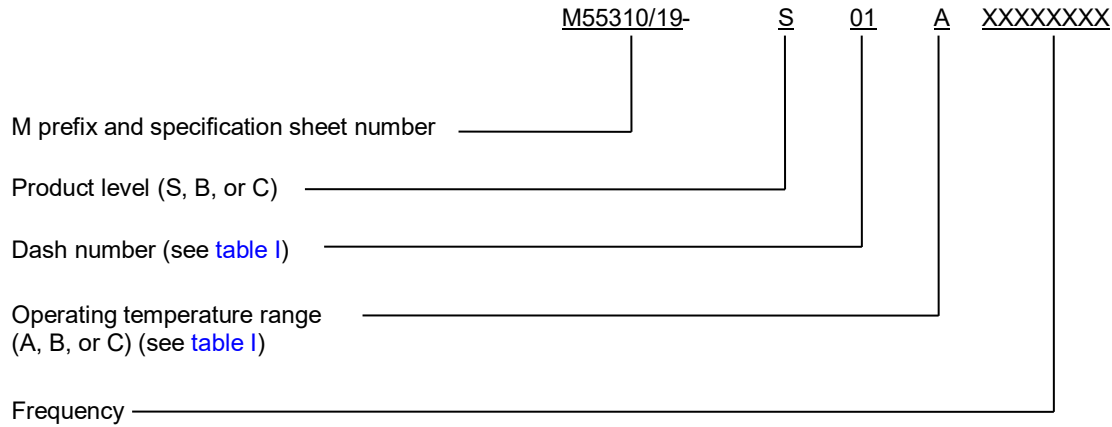 M55310/19- S 01 A XXXXXXXX
M prefix and specification sheet number
Product level (S, B, or C)
Dash number (see table I)
Operating temperature range
(A, B, or C) (see table I)
Frequency